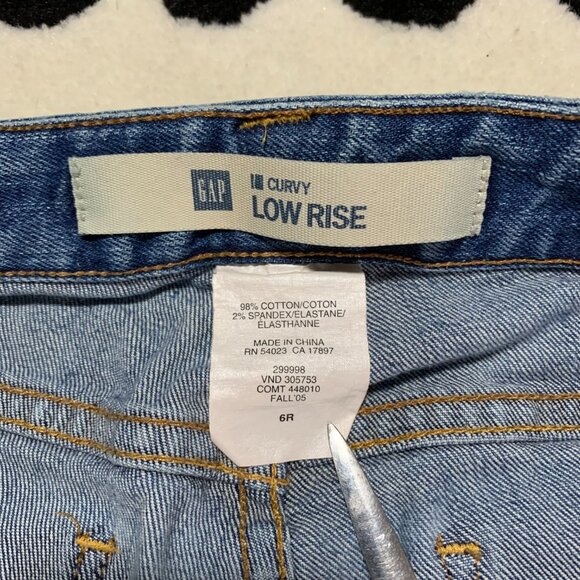 GAP
CURVY
LOW RISE
98% COTTON/COTON
2% SPANDEX/ELASTANE/
ÉLASTHANNE
MADE IN CHINA
RN 54023 CA 17897
299998
VND 305753
COMT 448010
FALL'05
6R